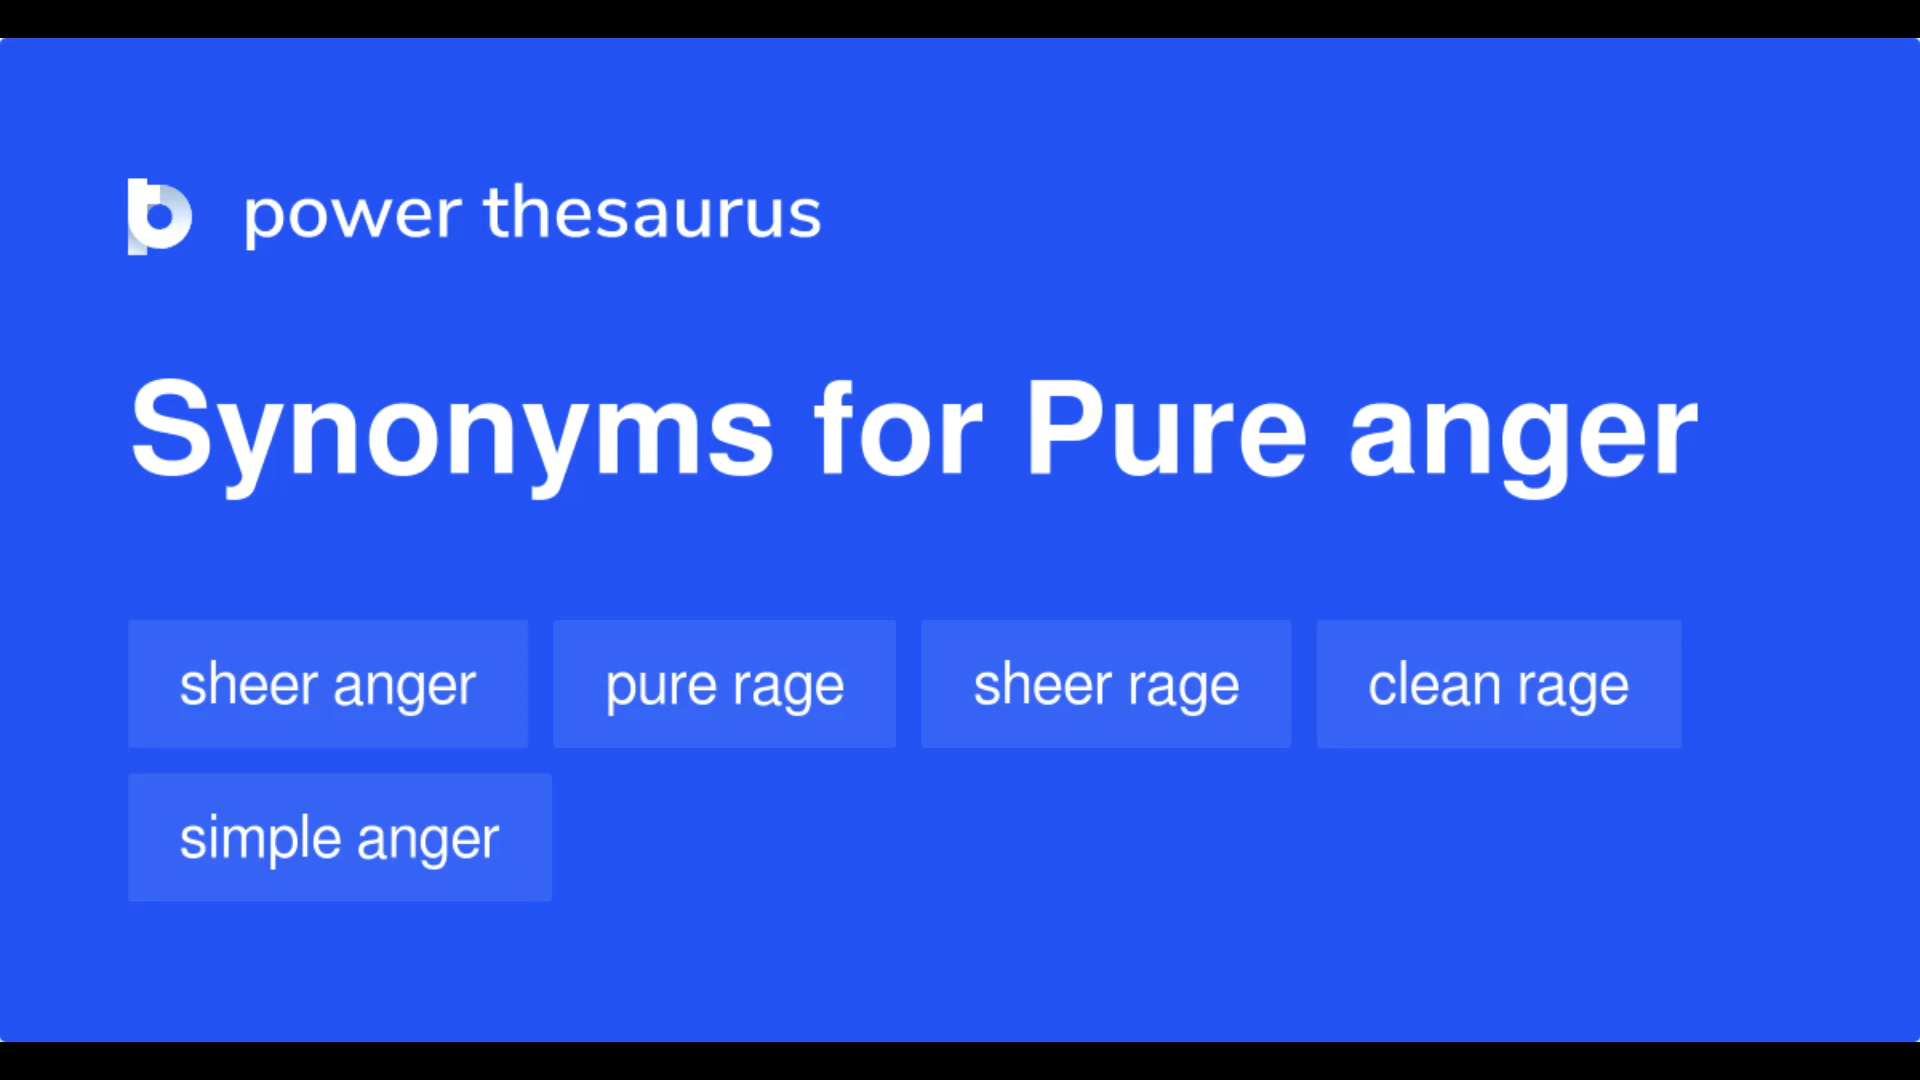 power thesaurus
Synonyms for Pure anger
sheer anger pure rage sheer rage clean rage
simple anger